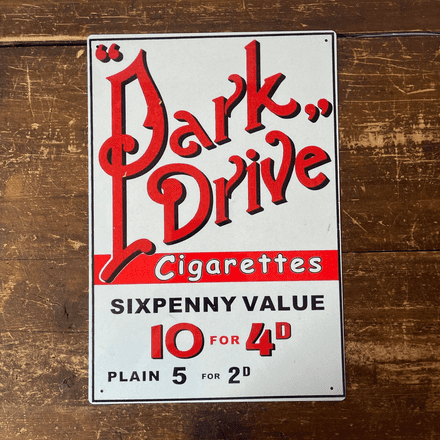 "Park"
Drive
Cigarettes
SIXPENNY VALUE
10 FOR 4D
PLAIN 5 FOR 2D